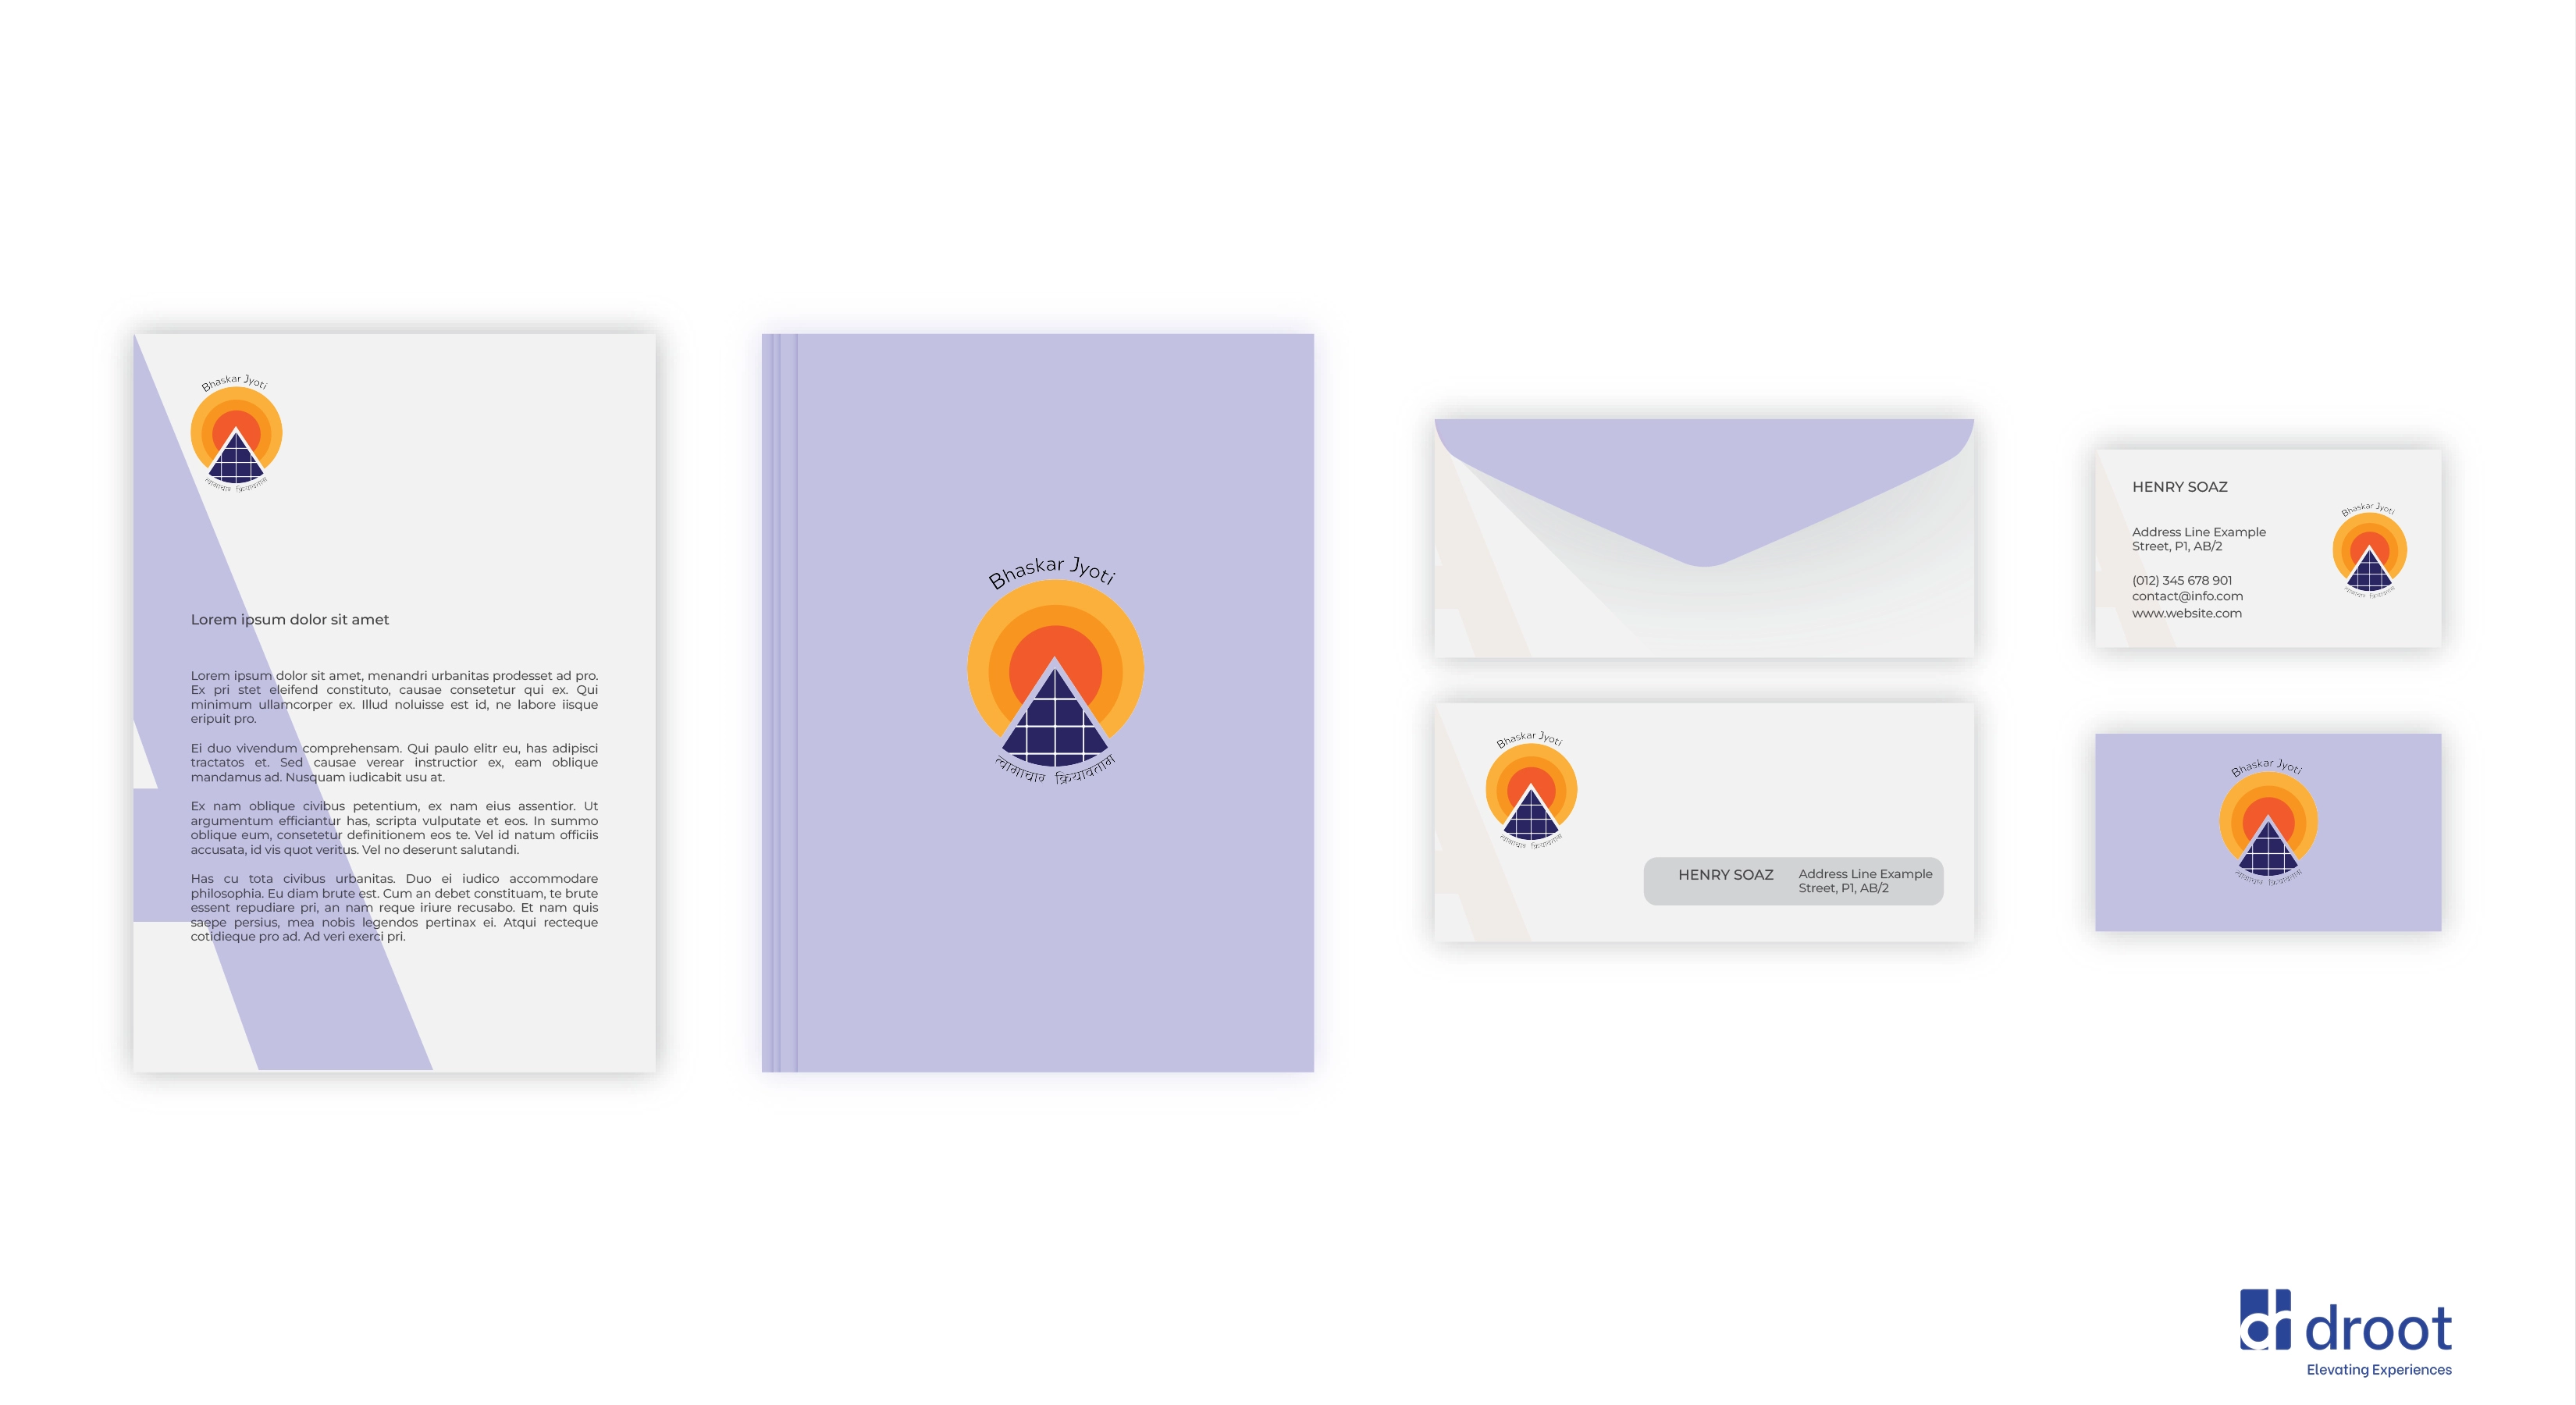 Bhaskar Jyoti
Lorem ipsum dolor sit amet
Lorem ipsum dolor sit amet, menandri urbanitas prodesset ad pro.
Ex pri stet eleifend constituto, causae consetetur qui ex. Qui
minimum ullamcorper ex. Illud noluisse est id, ne labore iisque
eripuit pro.
Ei duo vivendum comprehensam. Qui paulo elitr eu, has adipisci
tractatos et. Sed causae verear instructior ex, eam oblique
mandamus ad. Nusquam iudicabit usu at.
Ex nam oblique civibus petentium, ex nam eius assentior. Ut
argumentum efficiantur has, scripta vulputate et eos. In summo
oblique eum, consetetur definitionem eos te. Vel id natum officiis
accusata, id vis quot veritus. Vel no deserunt salutandi.
Has cu tota civibus urbanitas. Duo ei iudico accommodare
philosophia. Eu diam brute est. Cum an debet constituam, te brute
essent repudiare pri, an nam reque iriure recusabo. Et nam quis
saepe persius, mea nobis legendos pertinax ei. Atqui recteque
cotidieque pro ad. Ad veri exerci pri.
Bhaskar Jyoti
Bhaskar Jyoti
HENRY SOAZ
Address Line Example
Street, P1, AB/2
HENRY SOAZ
Address Line Example
Street, P1, AB/2
(012) 345 678 901
contact@info.com
www.website.com
Bhaskar Jyoti
Bhaskar Jyoti
droot
Elevating Experiences